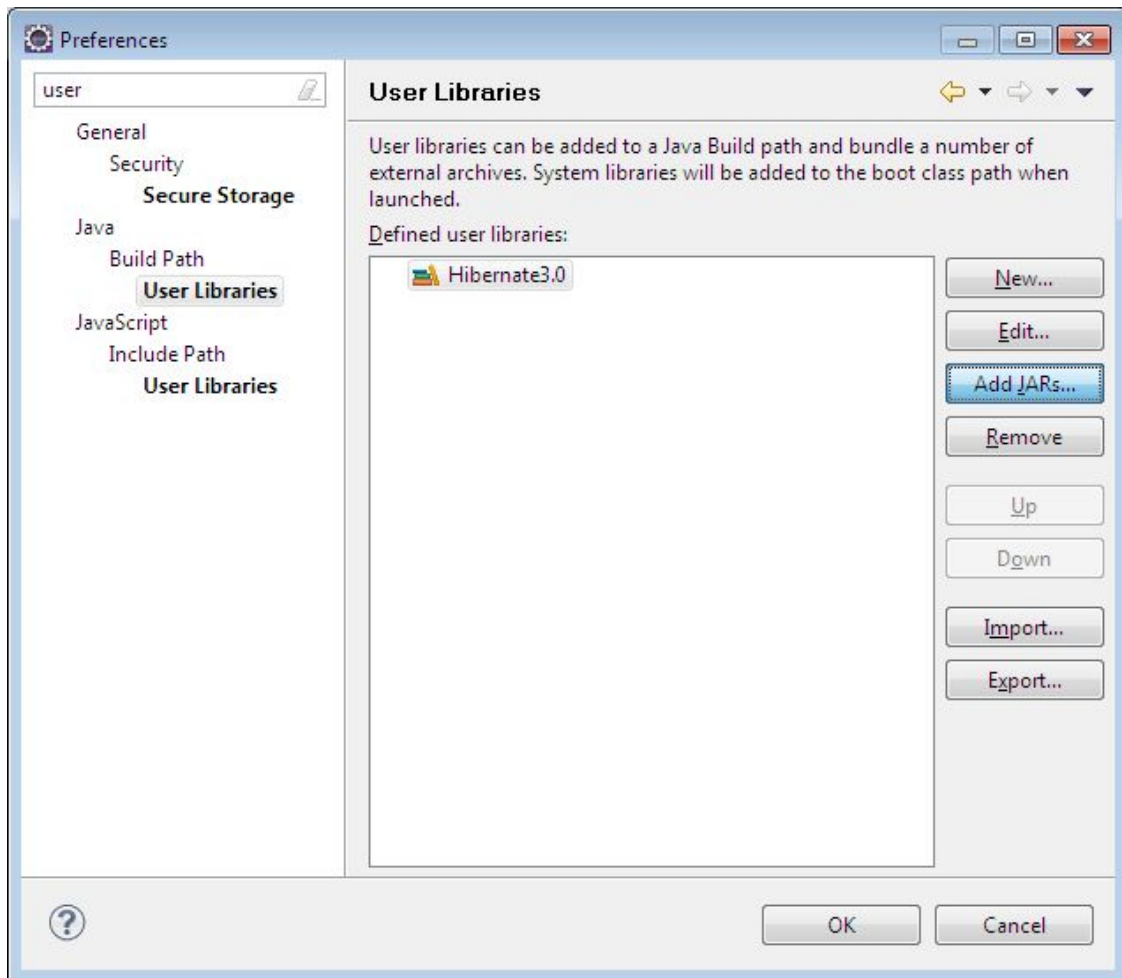 Preferences
user
General
Security
Secure Storage
Java
Build Path
User Libraries
JavaScript
Include Path
User Libraries
User Libraries
User libraries can be added to a Java Build path and bundle a number of
external archives. System libraries will be added to the boot class path when
launched.
Defined user libraries:
Hibernate3.0
New...
Edit...
Add JARs...
Remove
Up
Down
Import...
Export...
OK
Cancel